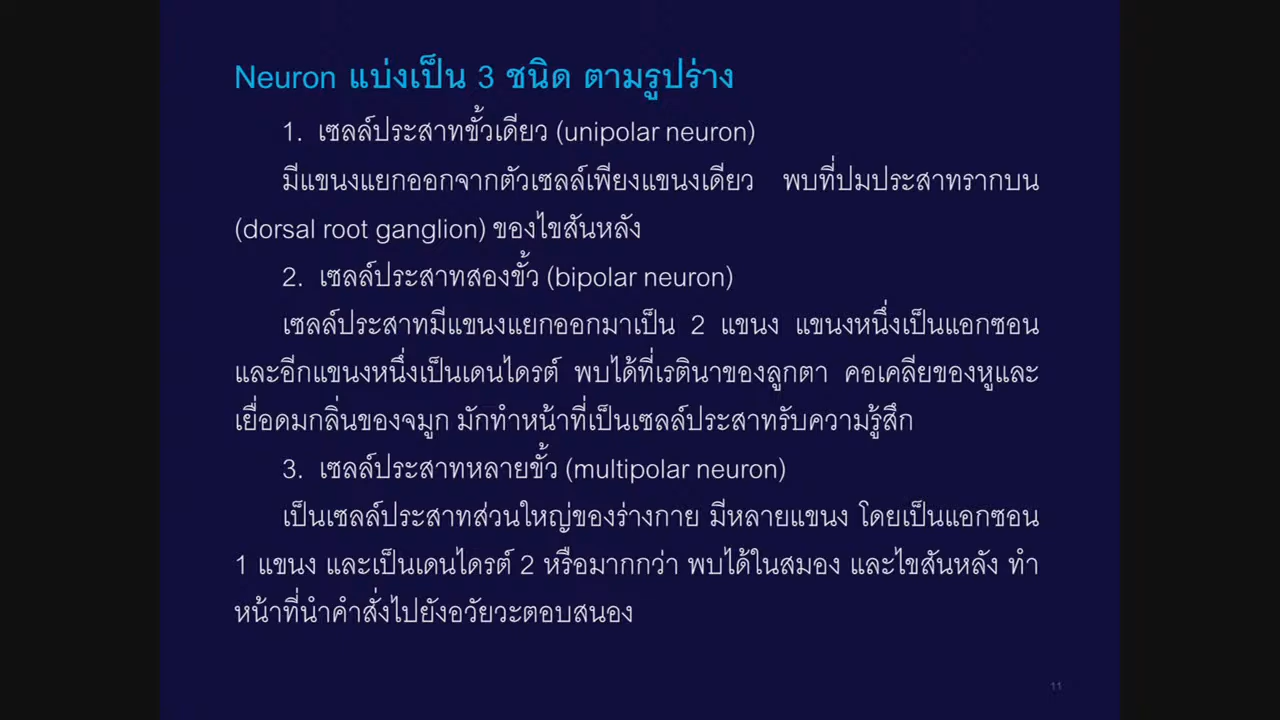 Neuron แบ่งเป็น 3 ชนิด ตามรูปร่าง
1. เซลล์ประสาทขั้วเดียว (unipolar neuron)
มีแขนงแยกออกจากตัวเซลล์เพียงแขนงเดียว พบที่ปมประสาทรากบน
(dorsal root ganglion) ของไขสันหลัง
2. เซลล์ประสาทสองขั้ว (bipolar neuron)
เซลล์ประสาทมีแขนงแยกออกมาเป็น 2 แขนง แขนงหนึ่งเป็นแอกซอน
และอีกแขนงหนึ่งเป็นเดนไดรต์ พบได้ที่เรตินาของลูกตา คอเคลียของหูและ
เยื่อดมกลิ่นของจมูก มักทำหน้าที่เป็นเซลล์ประสาทรับความรู้สึก
3. เซลล์ประสาทหลายขั้ว (multipolar neuron)
เป็นเซลล์ประสาทส่วนใหญ่ของร่างกาย มีหลายแขนง โดยเป็นแอกซอน
1 แขนง และเป็นเดนไดรต์ 2 หรือมากกว่า พบได้ในสมอง และไขสันหลัง ทำ
หน้าที่นำคำสั่งไปยังอวัยวะตอบสนอง
11